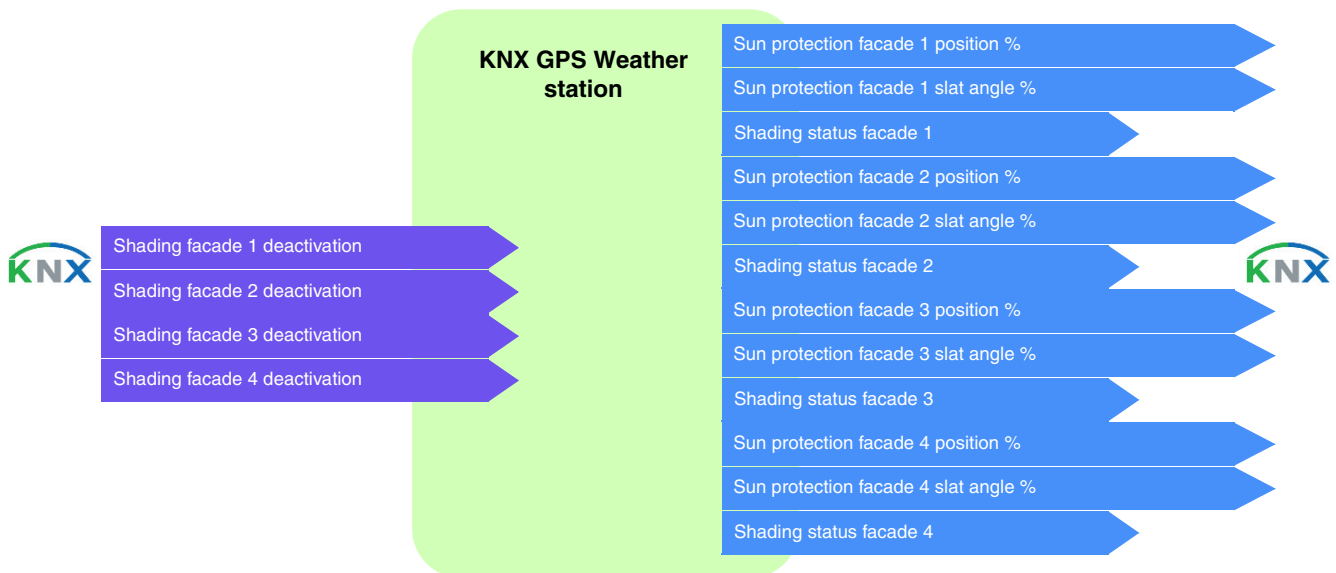 KNX GPS Weather
station
KNX
Shading facade 1 deactivation
Shading facade 2 deactivation
Shading facade 3 deactivation
Shading facade 4 deactivation
Sun protection facade 1 position %
Sun protection facade 1 slat angle %
Shading status facade 1
Sun protection facade 2 position %
Sun protection facade 2 slat angle %
Shading status facade 2
Sun protection facade 3 position %
Sun protection facade 3 slat angle %
Shading status facade 3
Sun protection facade 4 position %
Sun protection facade 4 slat angle %
Shading status facade 4
KNX